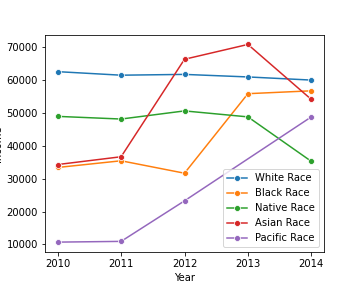 70000
60000
50000
40000
30000
20000
10000
2010 2011 2012 2013 2014
Year
White Race
Black Race
Native Race
Asian Race
Pacific Race